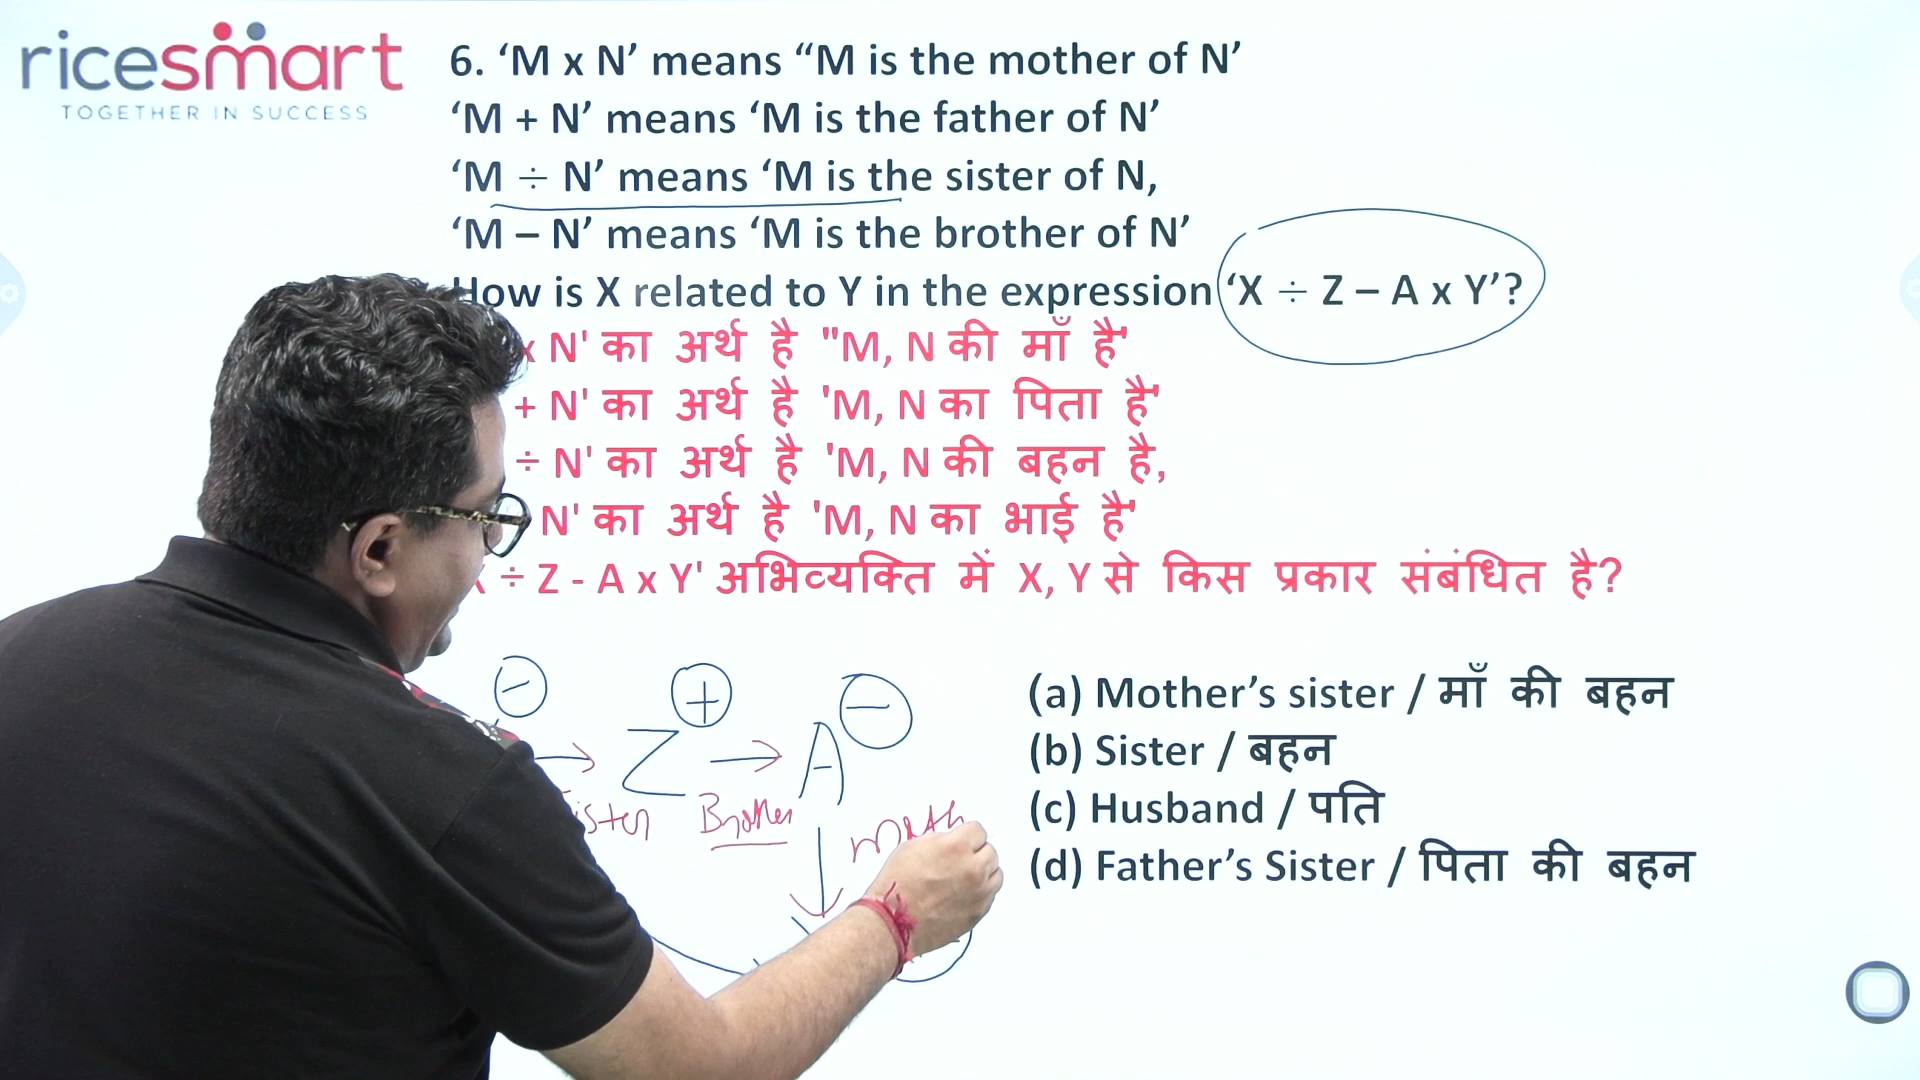 ricesmart
TOGETHER IN SUCCESS
6. ‘M x N’ means “M is the mother of N’
‘M + N’ means ‘M is the father of N’
‘M ÷ N’ means ‘M is the sister of N,
‘M – N’ means ‘M is the brother of N’
How is X related to Y in the expression ‘X ÷ Z – A x Y’?
x N' का अर्थ है "M, N की माँ है'
+ N' का अर्थ है 'M, N का पिता है'
÷ N' का अर्थ है 'M, N की बहन है,
N' का अर्थ है 'M, N का भाई है'
÷ Z - A x Y' अभिव्यक्ति में X, Y से किस प्रकार संबंधित है?
− + −
Z A
Brother
(a) Mother’s sister / माँ की बहन
(b) Sister / बहन
(c) Husband / पति
(d) Father’s Sister / पिता की बहन